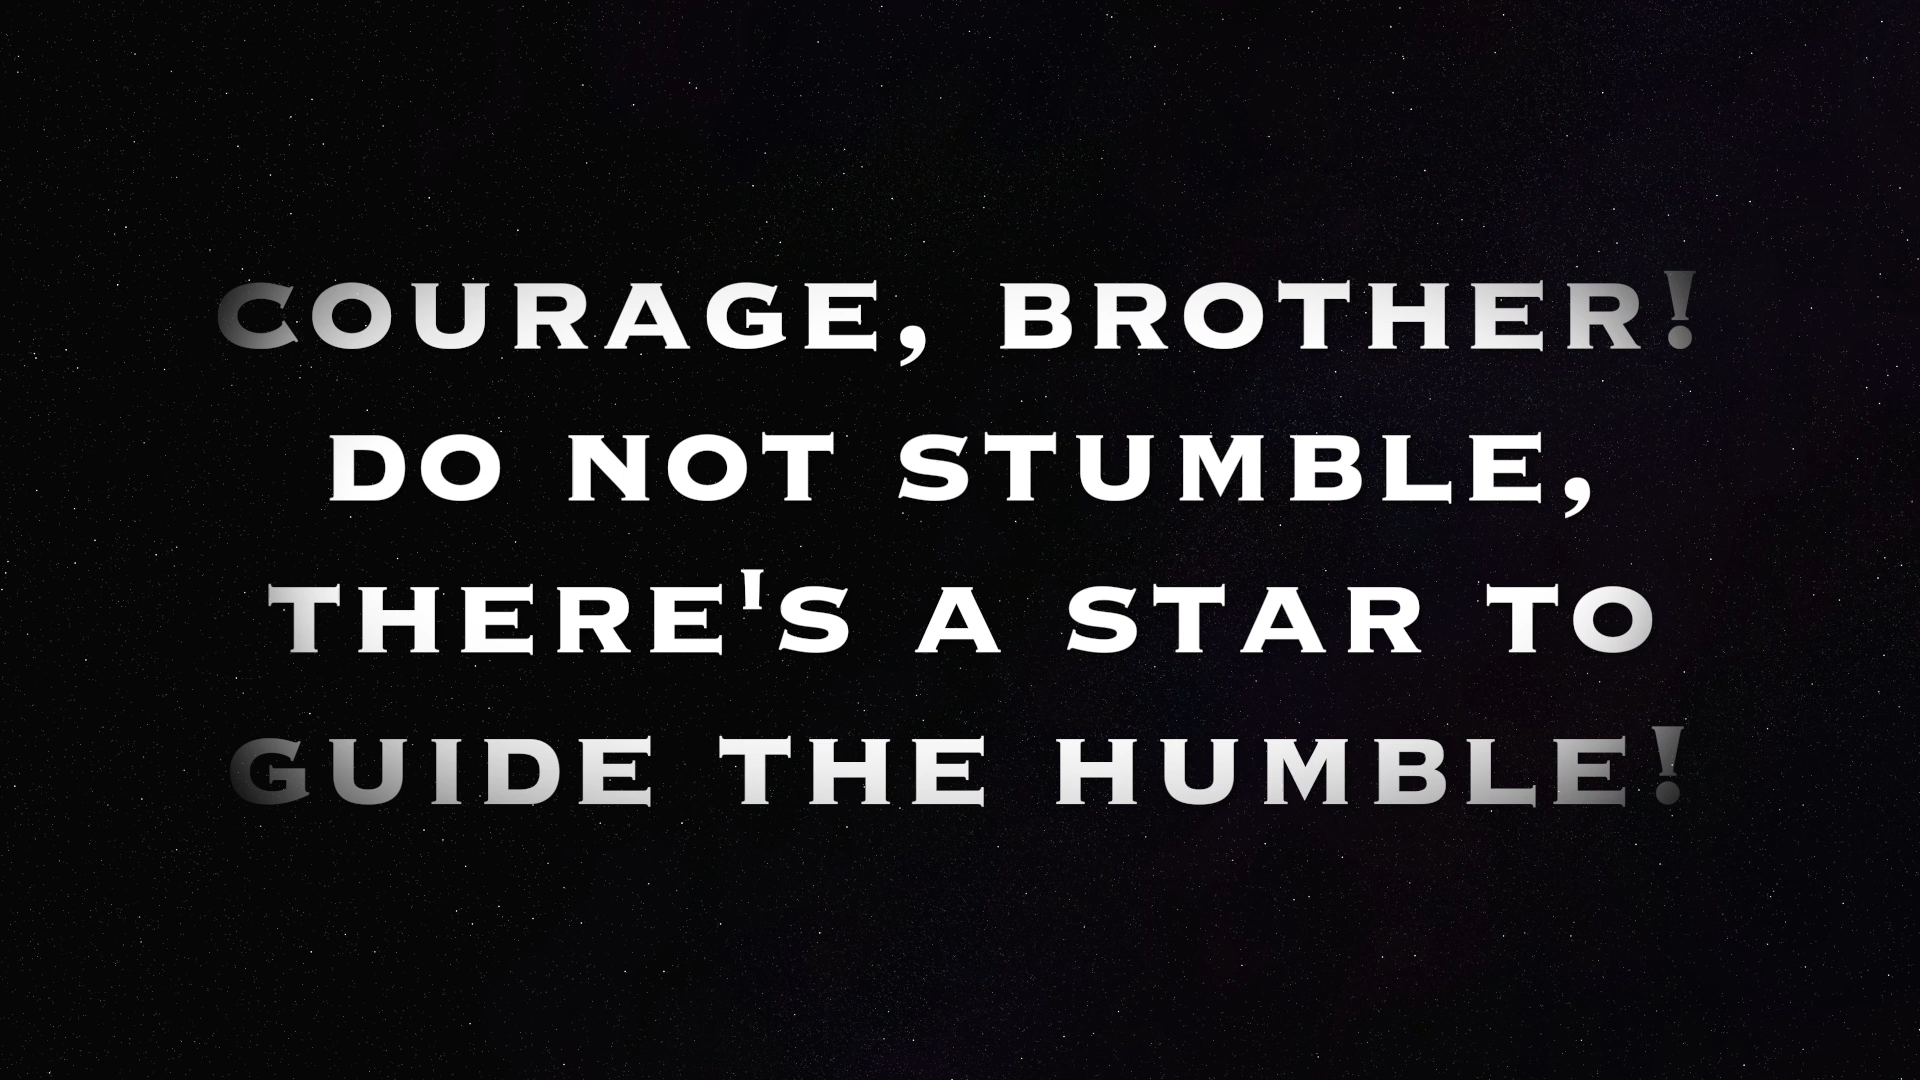 COURAGE, BROTHER!
DO NOT STUMBLE,
THERE'S A STAR TO
GUIDE THE HUMBLE!